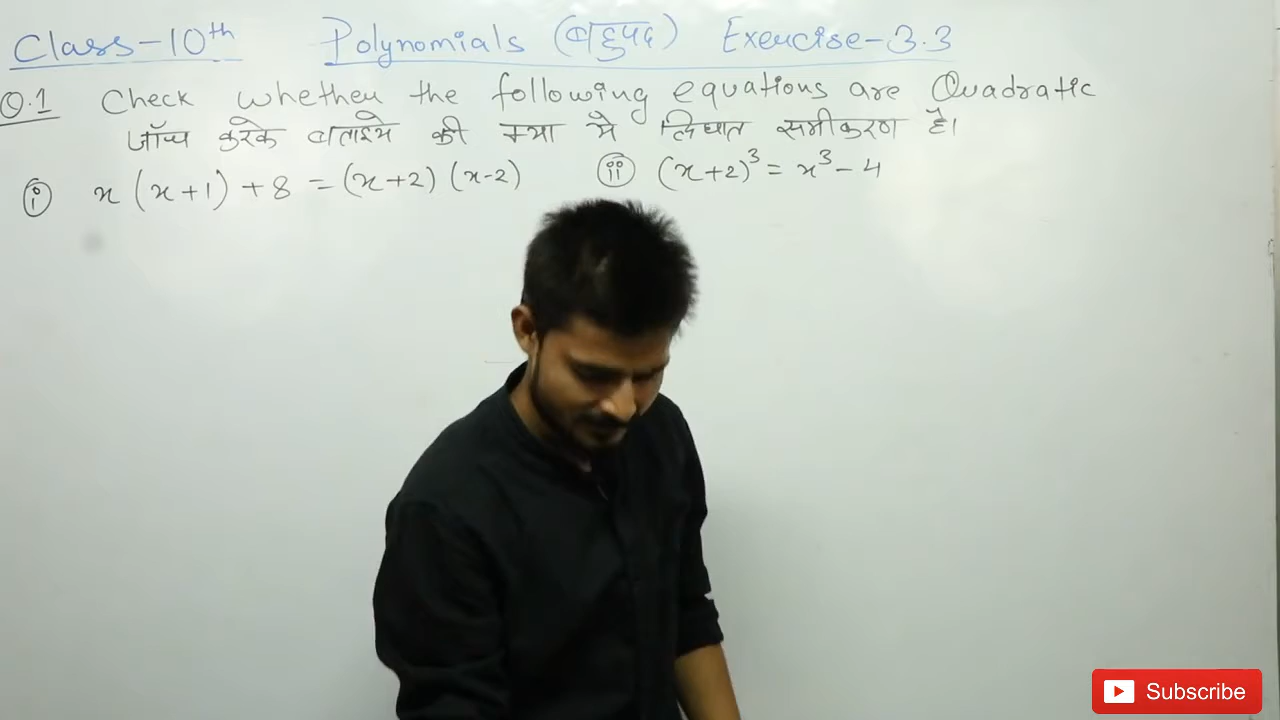 Class-10th Polynomials (बहुपद) Exercise-3.3
Q.1 Check whether the following equations are Quadratic
जाँच करके बताइये की क्या ये द्विघात समीकरण है।
(i) x(x+1)+8=(x+2)(x-2) (ii) (x+2)³=x³-4
Subscribe